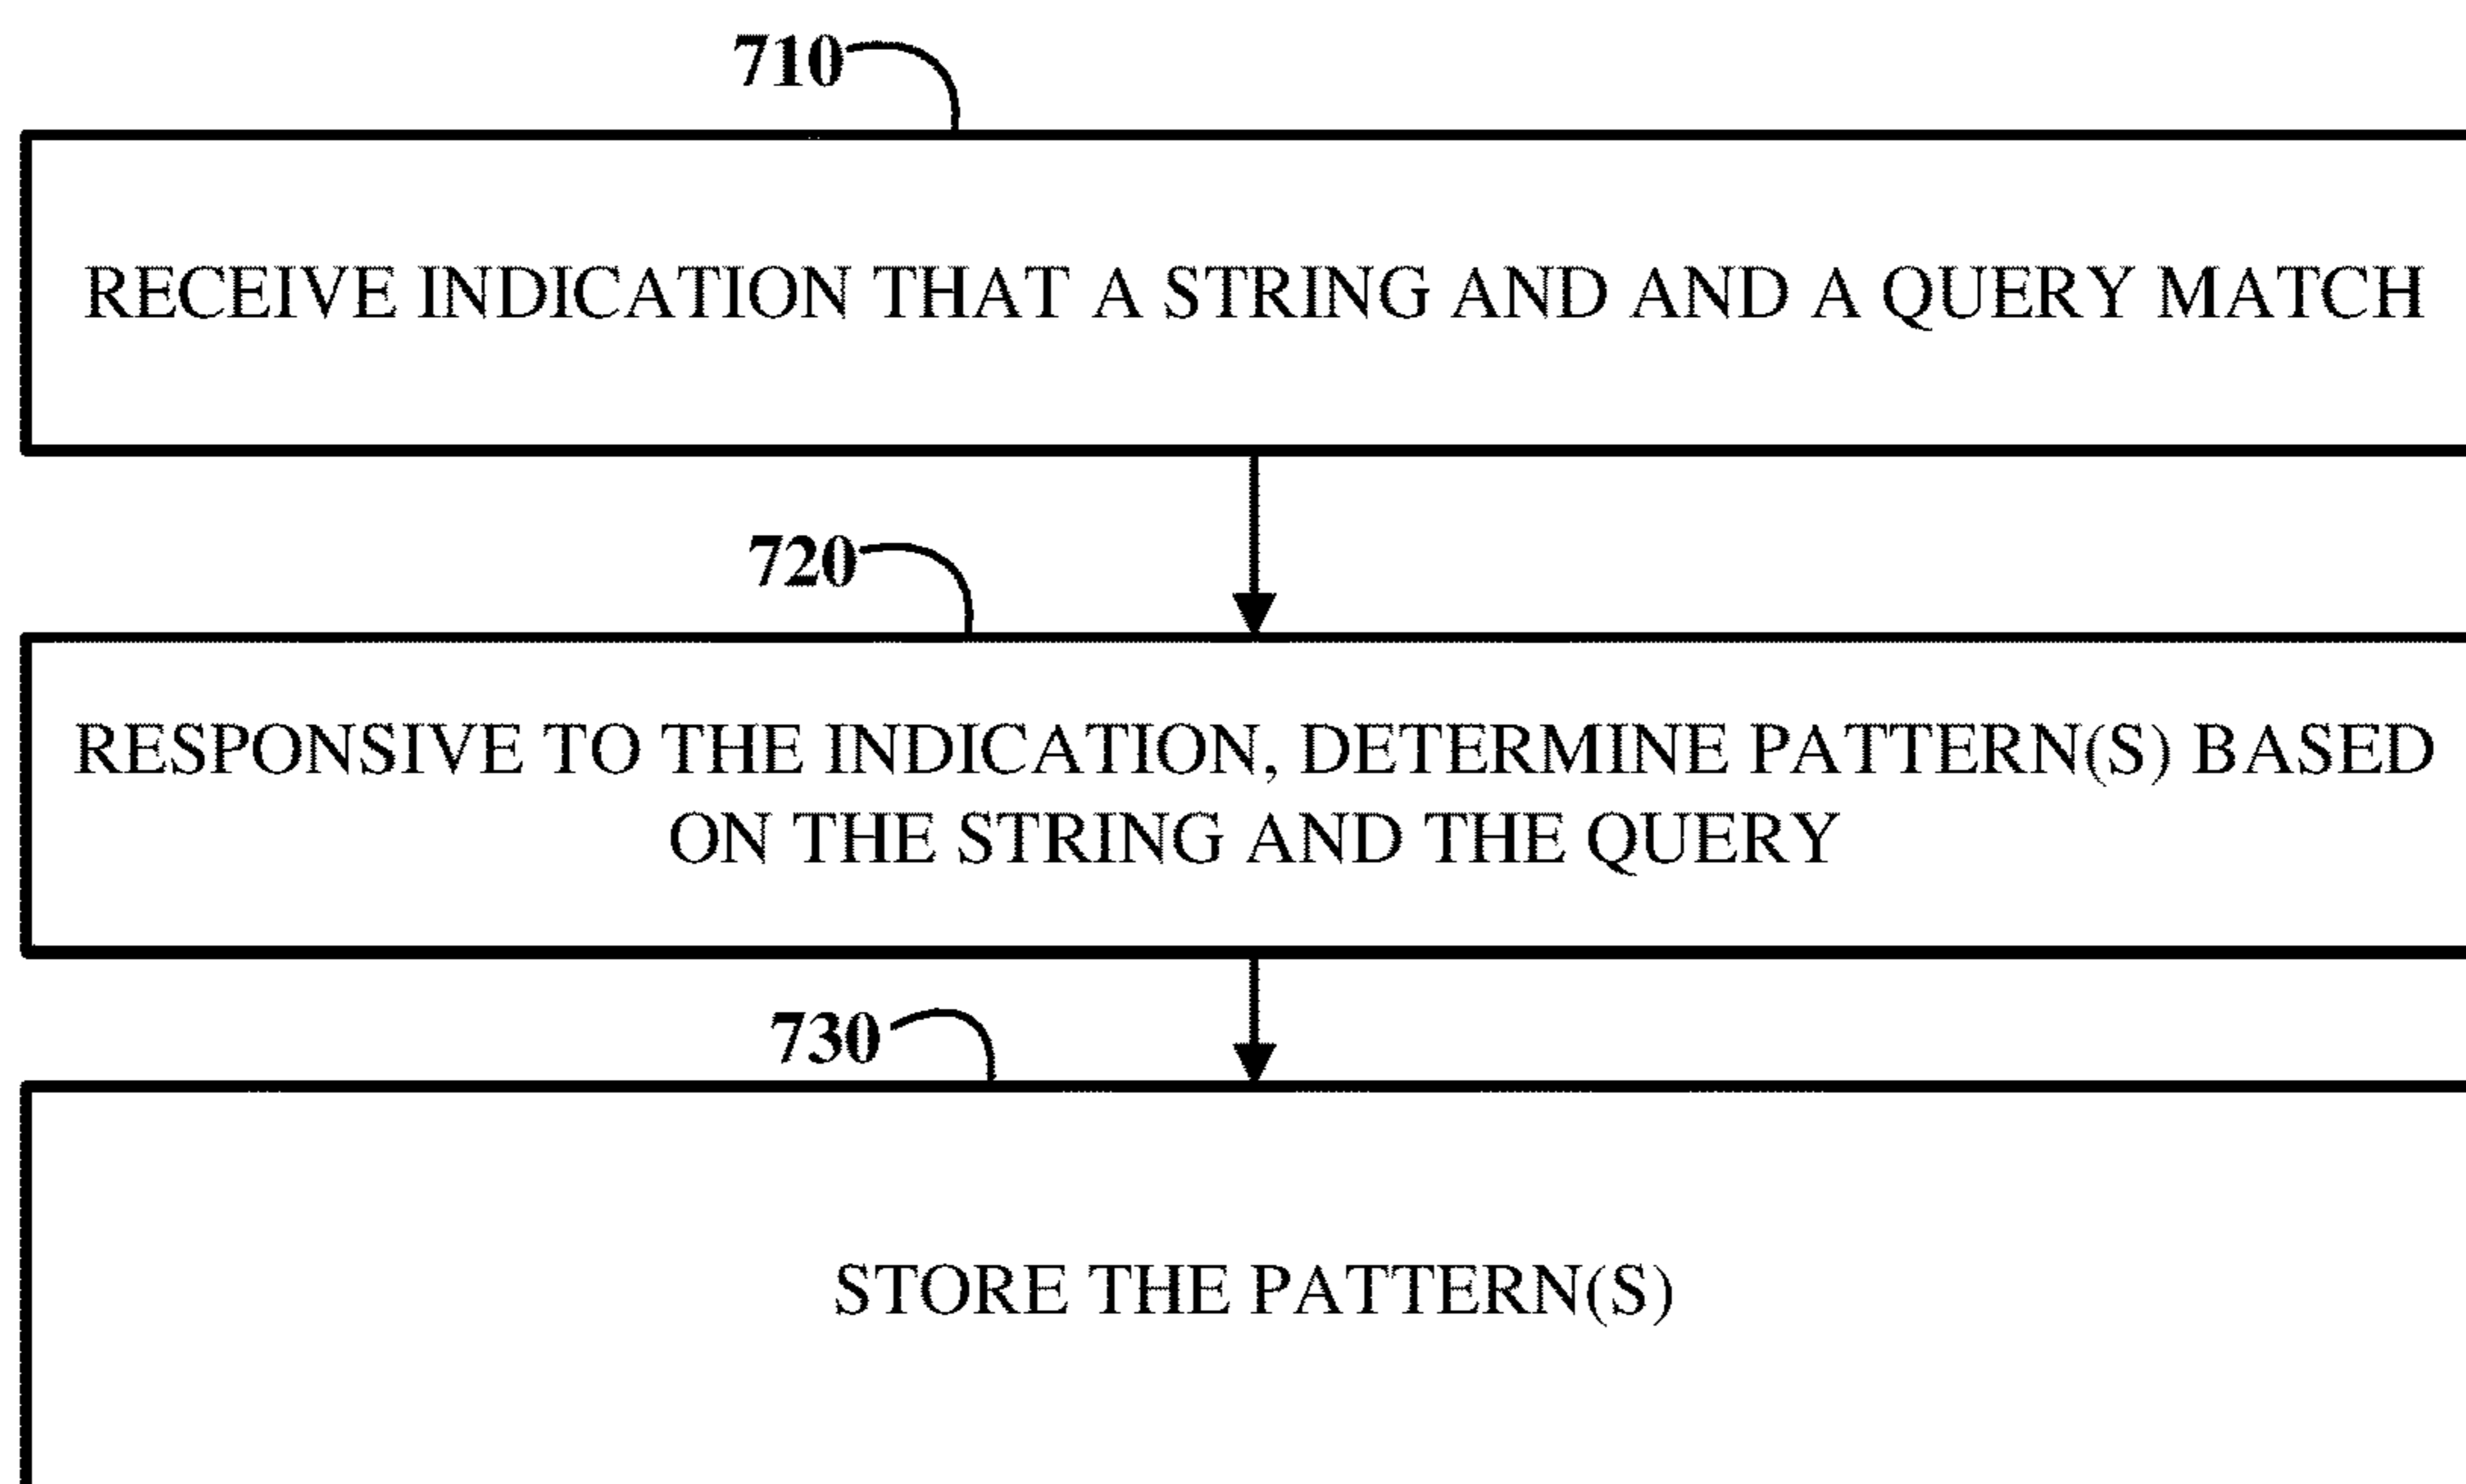 710
RECEIVE INDICATION THAT A STRING AND AND A QUERY MATCH
720
RESPONSIVE TO THE INDICATION, DETERMINE PATTERN(S) BASED
ON THE STRING AND THE QUERY
730
STORE THE PATTERN(S)